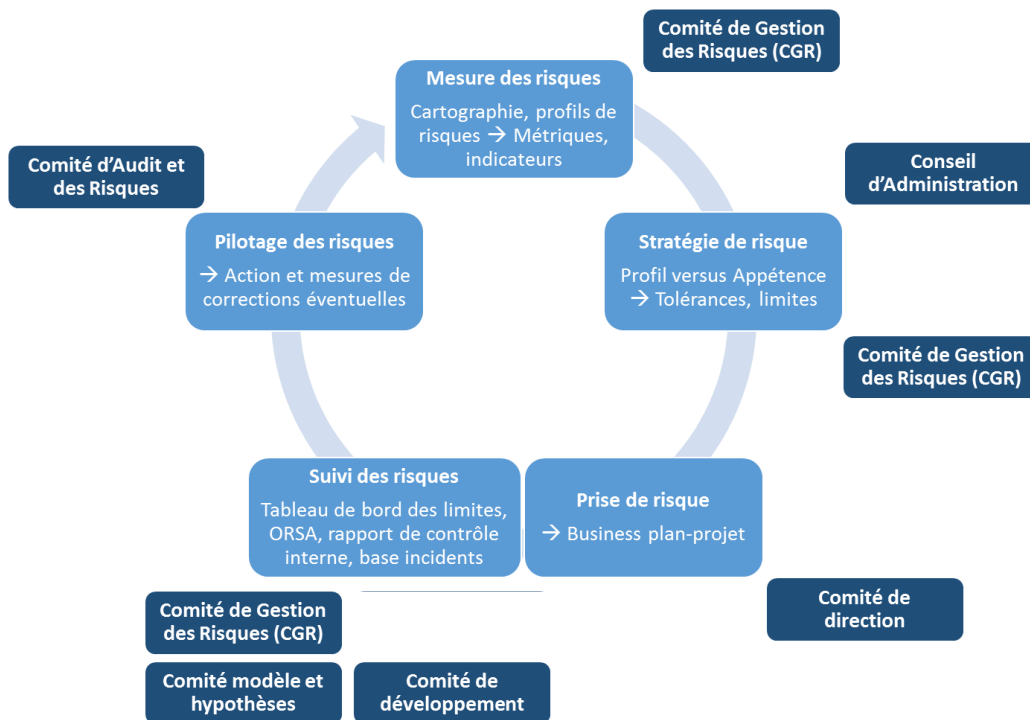 Comité de Gestion
des Risques (CGR)
Mesure des risques
Cartographie, profils de
risques → Métriques,
indicateurs
Comité d’Audit et
des Risques
Conseil
d’Administration
Pilotage des risques
→ Action et mesures de
corrections éventuelles
Stratégie de risque
Profil versus Appétence
→ Tolérances, limites
Comité de Gestion
des Risques (CGR)
Suivi des risques
Tableau de bord des limites,
ORSA, rapport de contrôle
interne, base incidents
Prise de risque
→ Business plan-projet
Comité de
direction
Comité de Gestion
des Risques (CGR)
Comité modèle et
hypothèses
Comité de
développement